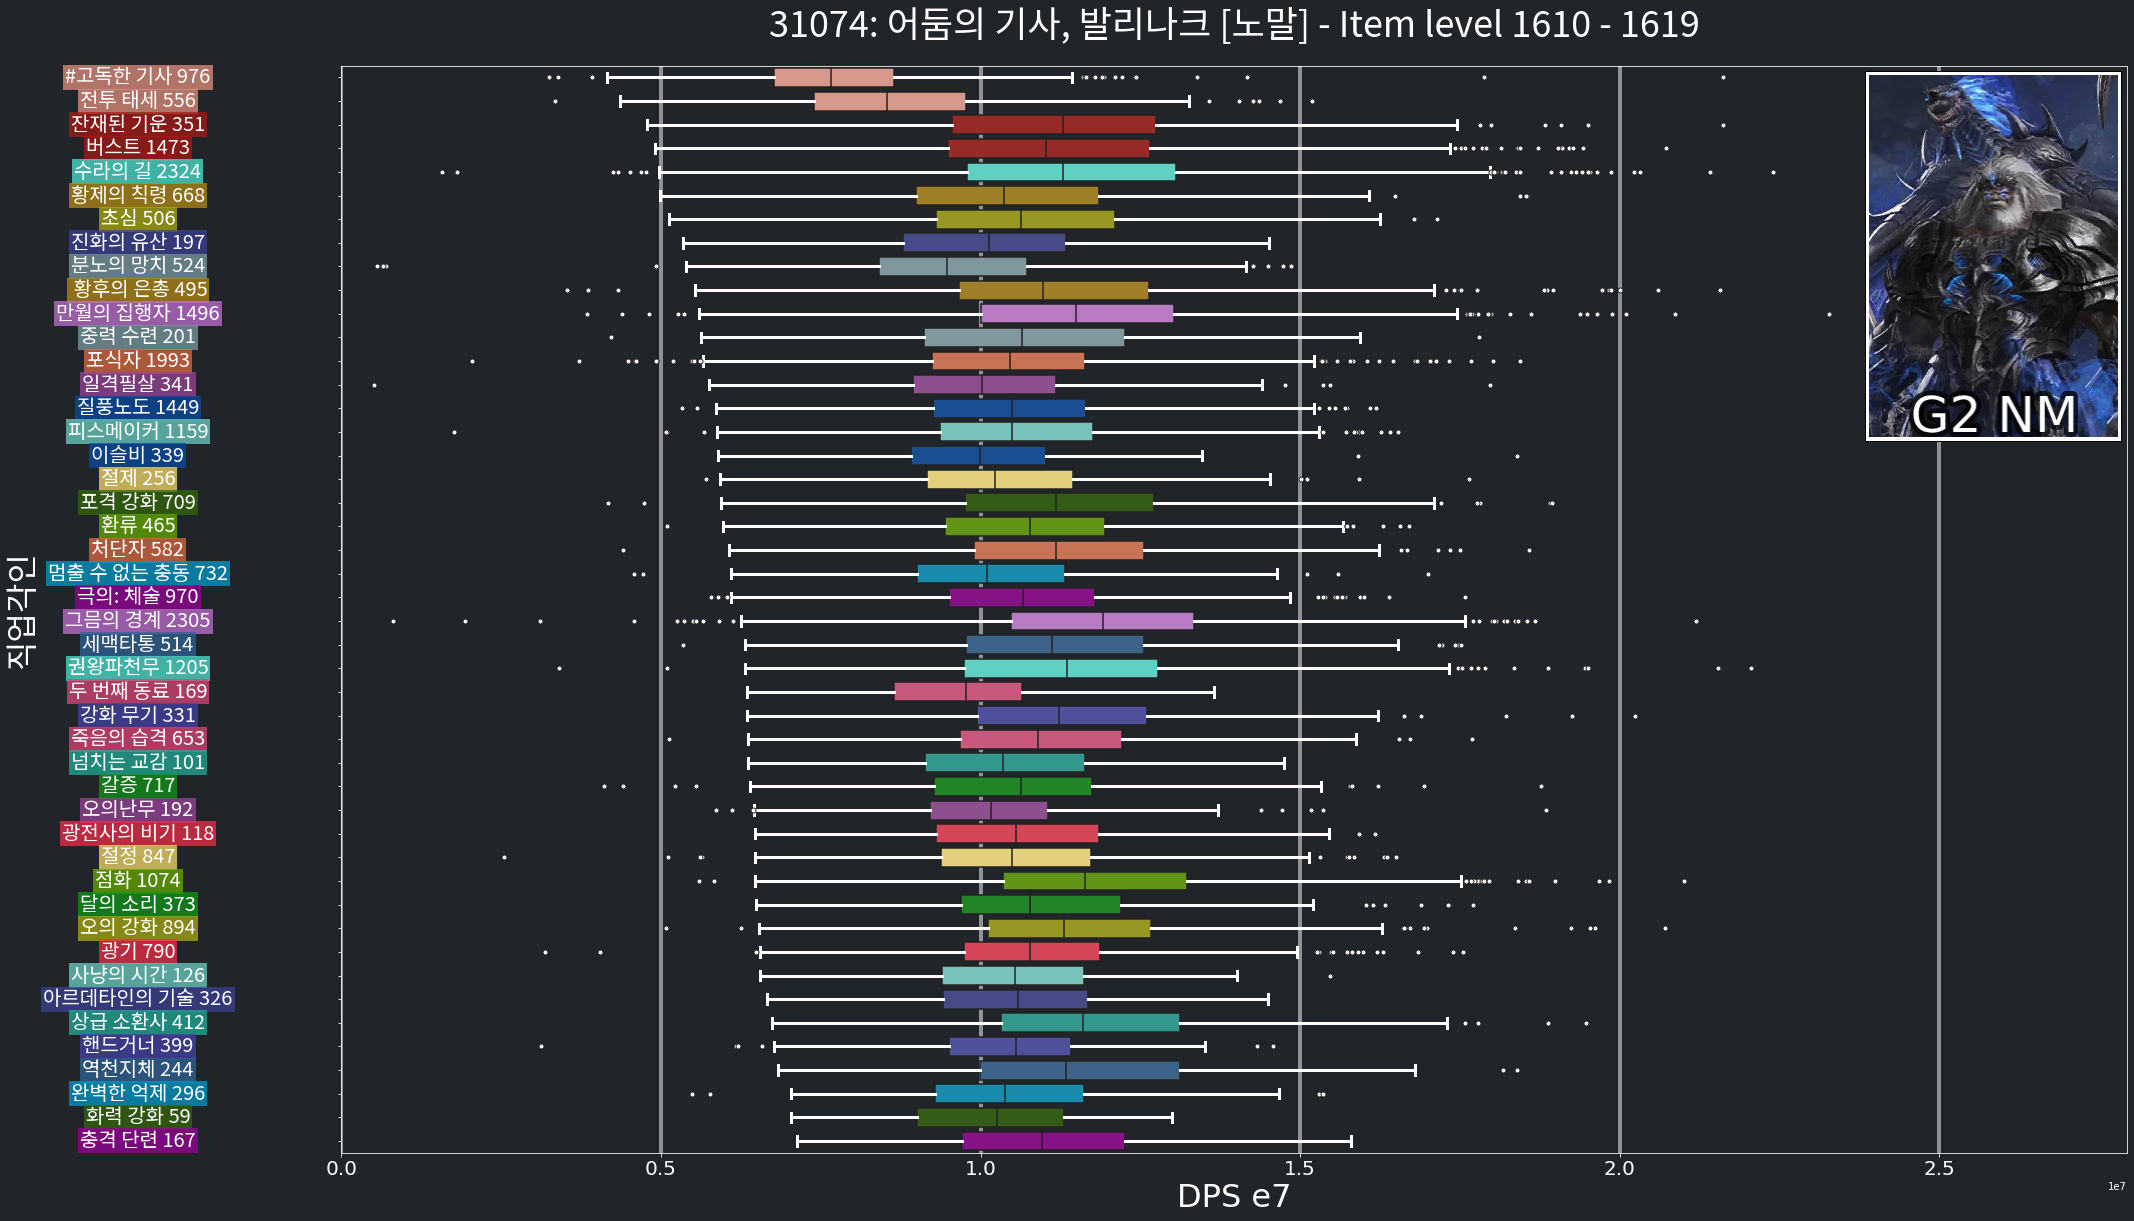 31074: 어둠의 기사, 발리나크 [노말] - Item level 1610 - 1619
#고독한 기사 976
전투 태세 556
잔재된 기운 351
버스트 1473
수라의 길 2324
황제의 칙령 668
초심 506
진화의 유산 197
분노의 망치 524
황후의 은총 495
만월의 집행자 1496
중력 수련 201
포식자 1993
일격필살 341
질풍노도 1449
피스메이커 1159
이슬비 339
절제 256
포격 강화 709
환류 465
처단자 582
멈출 수 없는 충동 732
극의: 체술 970
그믐의 경계 2305
세맥타통 514
권왕파천무 1205
두 번째 동료 169
강화 무기 331
죽음의 습격 653
넘치는 교감 101
갈증 717
오의난무 192
광전사의 비기 118
절정 847
점화 1074
달의 소리 373
오의 강화 894
광기 790
사냥의 시간 126
아르데타인의 기술 326
상급 소환사 412
핸드거너 399
역천지체 244
완벽한 억제 296
화력 강화 59
충격 단련 167
직업각인
G2 NM
0.0 0.5 1.0 1.5 2.0 2.5
DPS e7
1e7